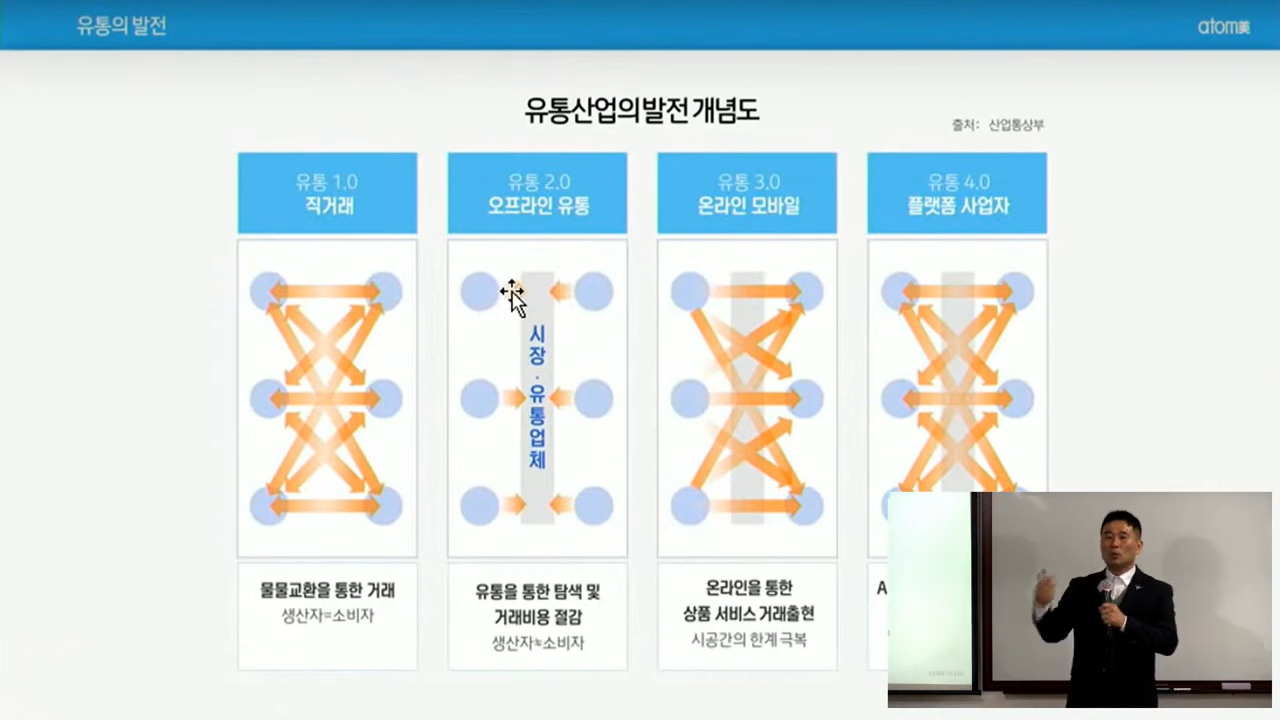 유통의 발전
atom美
유통산업의 발전 개념도
출처: 산업통상부
유통 1.0
직거래
유통 2.0
오프라인 유통
유통 3.0
온라인 모바일
유통 4.0
플랫폼 사업자
시장·유통업체
물물교환을 통한 거래
생산자=소비자
유통을 통한 탐색 및
거래비용 절감
생산자≠소비자
온라인을 통한
상품 서비스 거래출현
시공간의 한계 극복
A